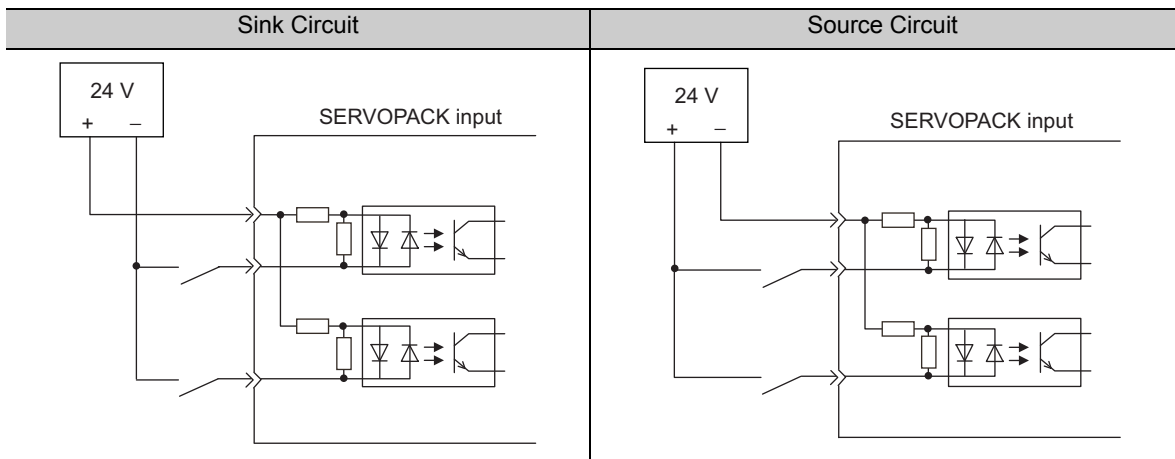 Sink Circuit
Source Circuit
24 V
+ –
SERVOPACK input
24 V
+ –
SERVOPACK input